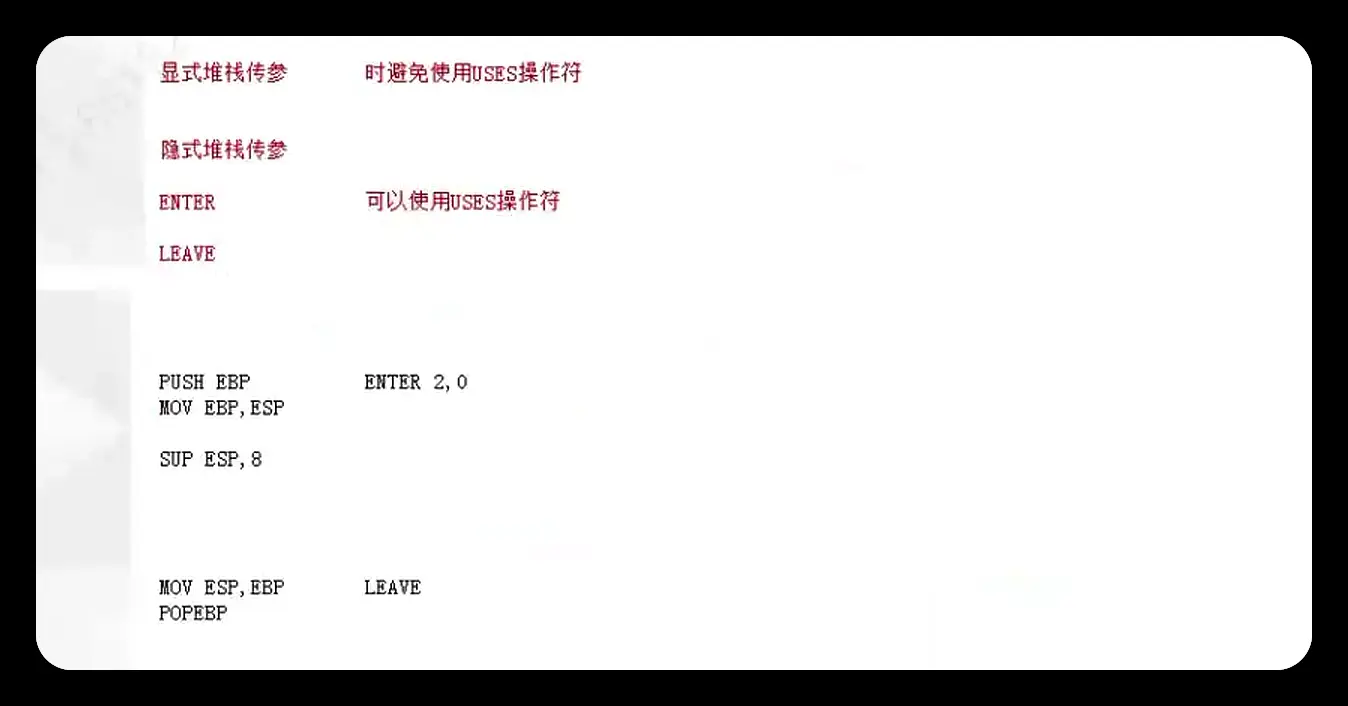 显式堆栈传参 时避免使用USES操作符
隐式堆栈传参
ENTER 可以使用USES操作符
LEAVE
PUSH EBP ENTER 2,0
MOV EBP,ESP
SUP ESP,8
MOV ESP,EBP LEAVE
POPEBP